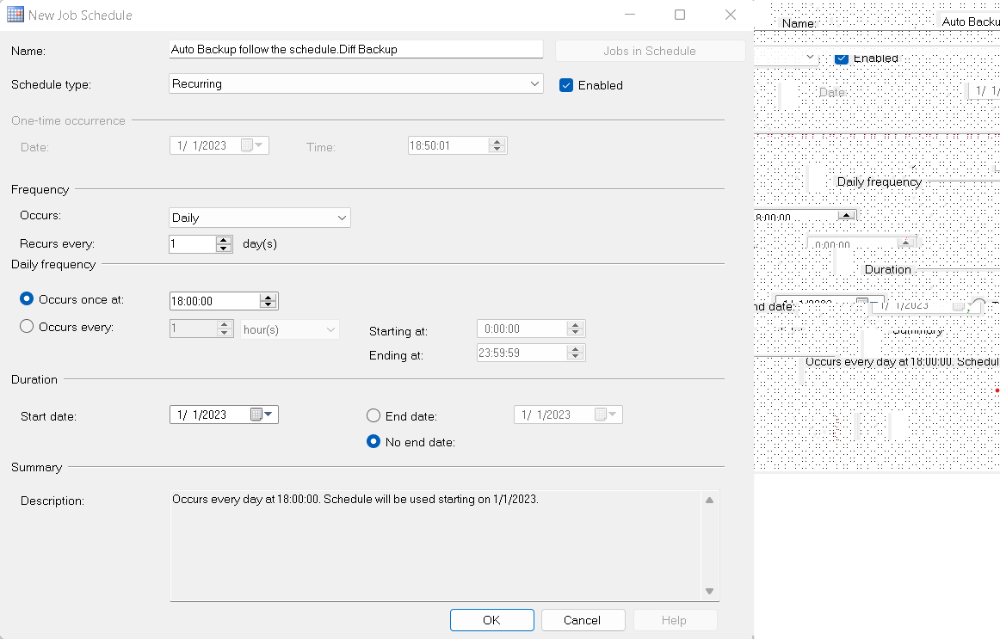 New Job Schedule
Name: Auto Backup follow the schedule.Diff Backup Jobs in Schedule
Schedule type: Recurring Enabled
One-time occurrence
Date: 1/ 1/2023 Time: 18:50:01
Frequency
Occurs: Daily
Recurs every: 1 day(s)
Daily frequency
Occurs once at: 18:00:00
Occurs every: 1 hour(s) Starting at: 0:00:00
Ending at: 23:59:59
Duration
Start date: 1/ 1/2023 End date: 1/ 1/2023
No end date:
Summary
Description: Occurs every day at 18:00:00. Schedule will be used starting on 1/1/2023.
OK Cancel Help
Name: Auto Backu
Enabled
Date: 1/ 1/
Daily frequency
8:00:00
0:00:00
Duration
nd date: 1/ 1/2023 1/ 1/2023
Summary
Occurs every day at 18:00:00. Schedul